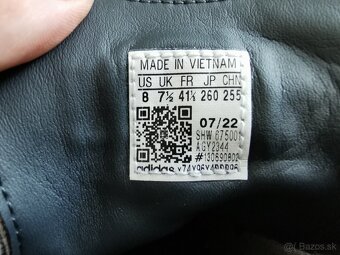 MADE IN VIETNAM
US UK FR JP CHN
8 7½ 41⅓ 260 255
07/22
SHW 675001
AGY2344
#130690802
adidas
© bazos.sk